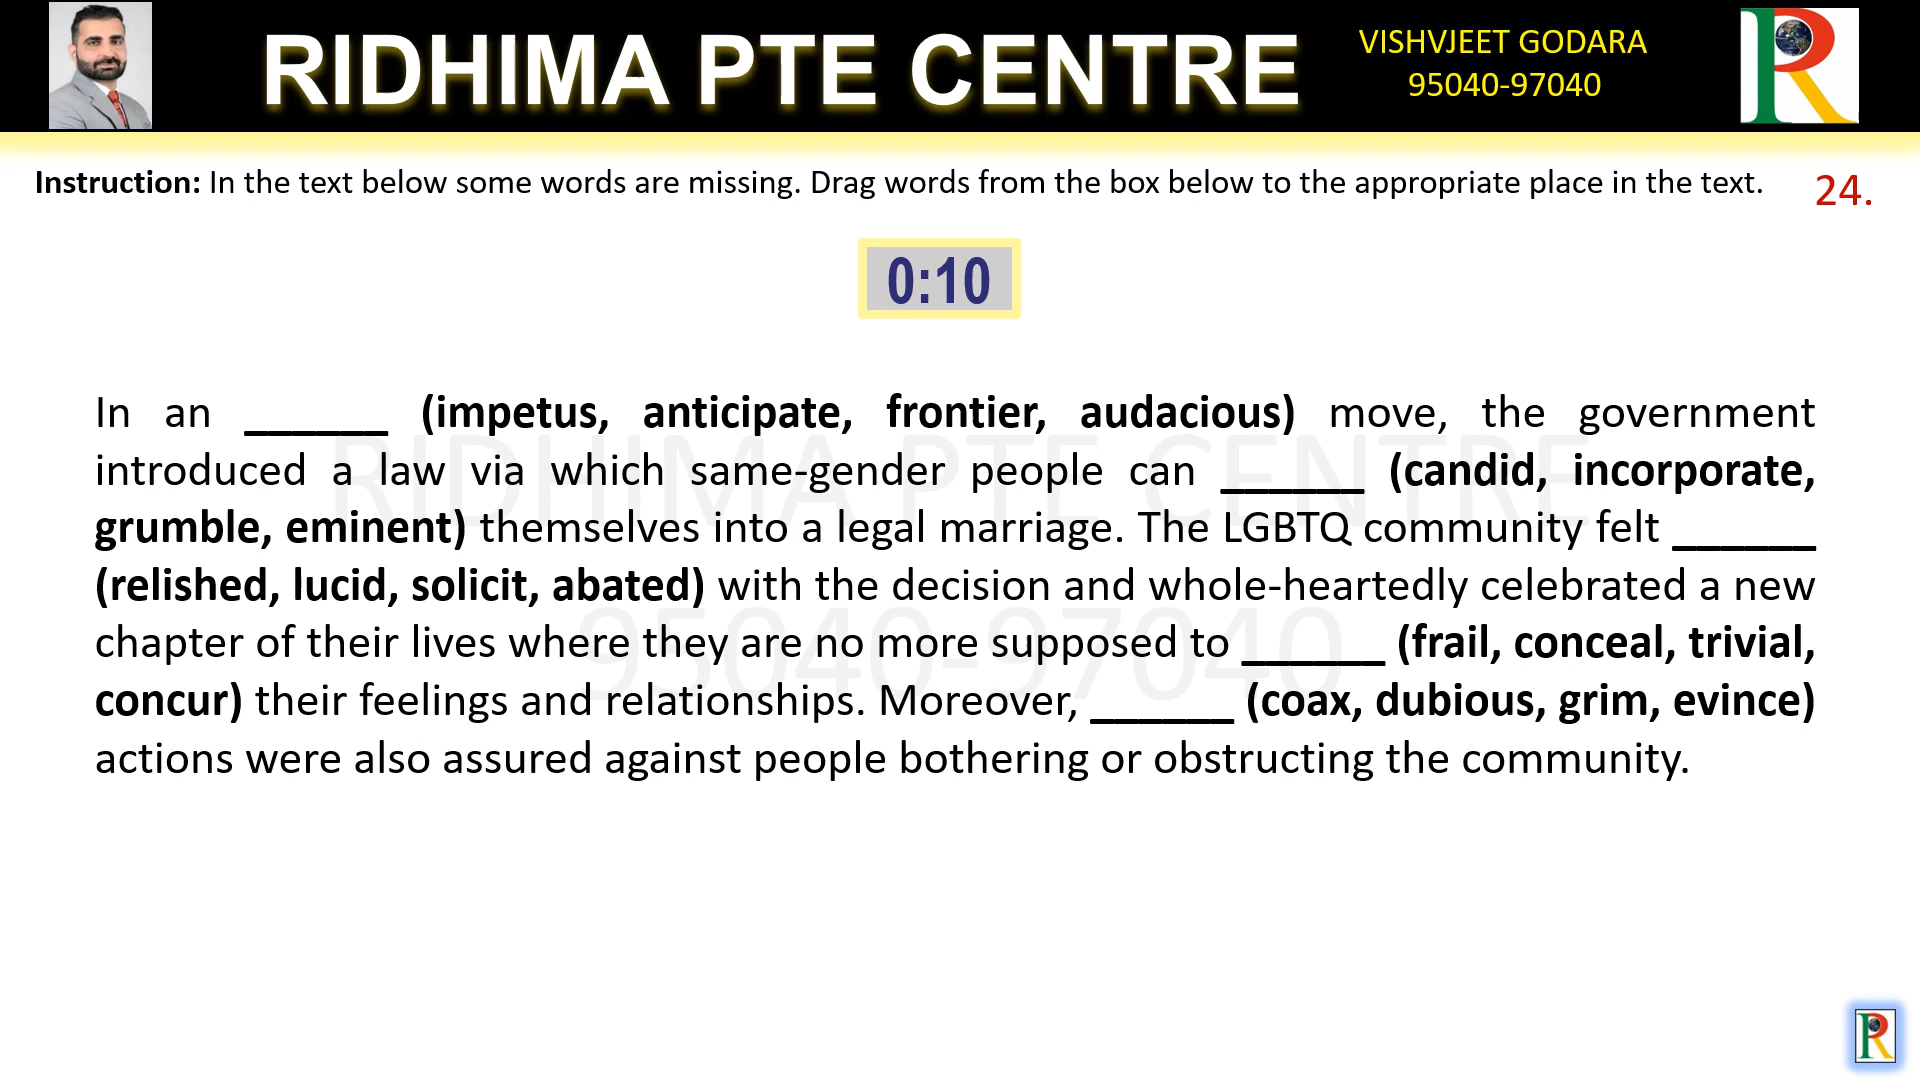 RIDHIMA PTE CENTRE
VISHVJEET GODARA
95040-97040
Instruction: In the text below some words are missing. Drag words from the box below to the appropriate place in the text.
24.
0:10
In an ______ (impetus, anticipate, frontier, audacious) move, the government
introduced a law via which same-gender people can ______ (candid, incorporate,
grumble, eminent) themselves into a legal marriage. The LGBTQ community felt ______
(relished, lucid, solicit, abated) with the decision and whole-heartedly celebrated a new
chapter of their lives where they are no more supposed to ______ (frail, conceal, trivial,
concur) their feelings and relationships. Moreover, ______ (coax, dubious, grim, evince)
actions were also assured against people bothering or obstructing the community.
RIDHIMA PTE CENTRE
95040-97040